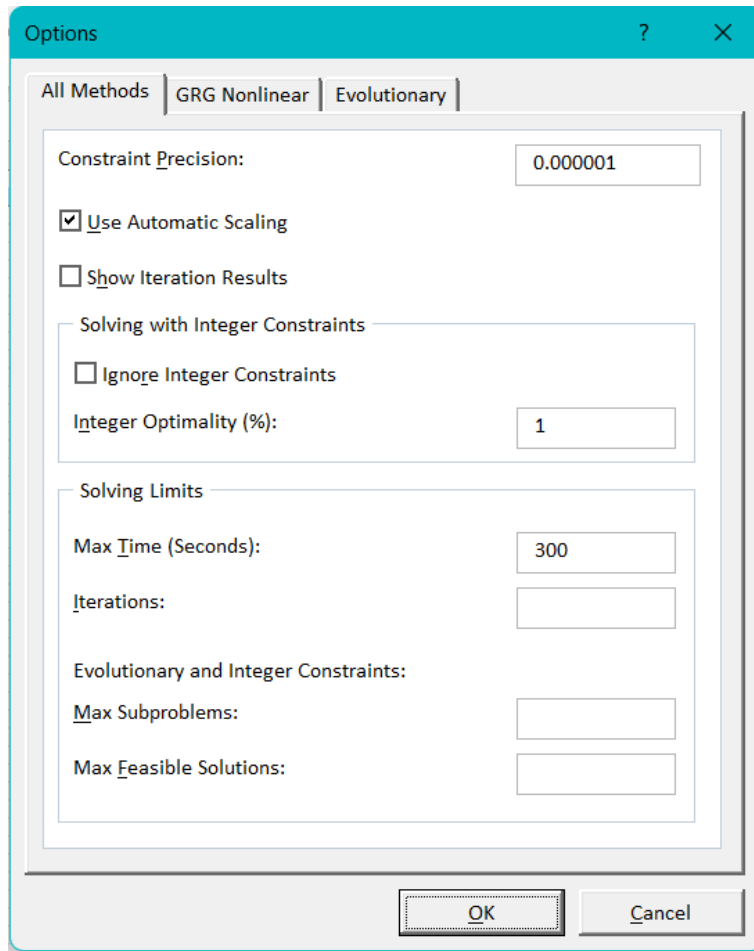 Options ?
All Methods GRG Nonlinear Evolutionary
Constraint Precision: 0.000001
Use Automatic Scaling
Show Iteration Results
Solving with Integer Constraints
Ignore Integer Constraints
Integer Optimality (%): 1
Solving Limits
Max Time (Seconds): 300
Iterations:
Evolutionary and Integer Constraints:
Max Subproblems:
Max Feasible Solutions:
OK Cancel